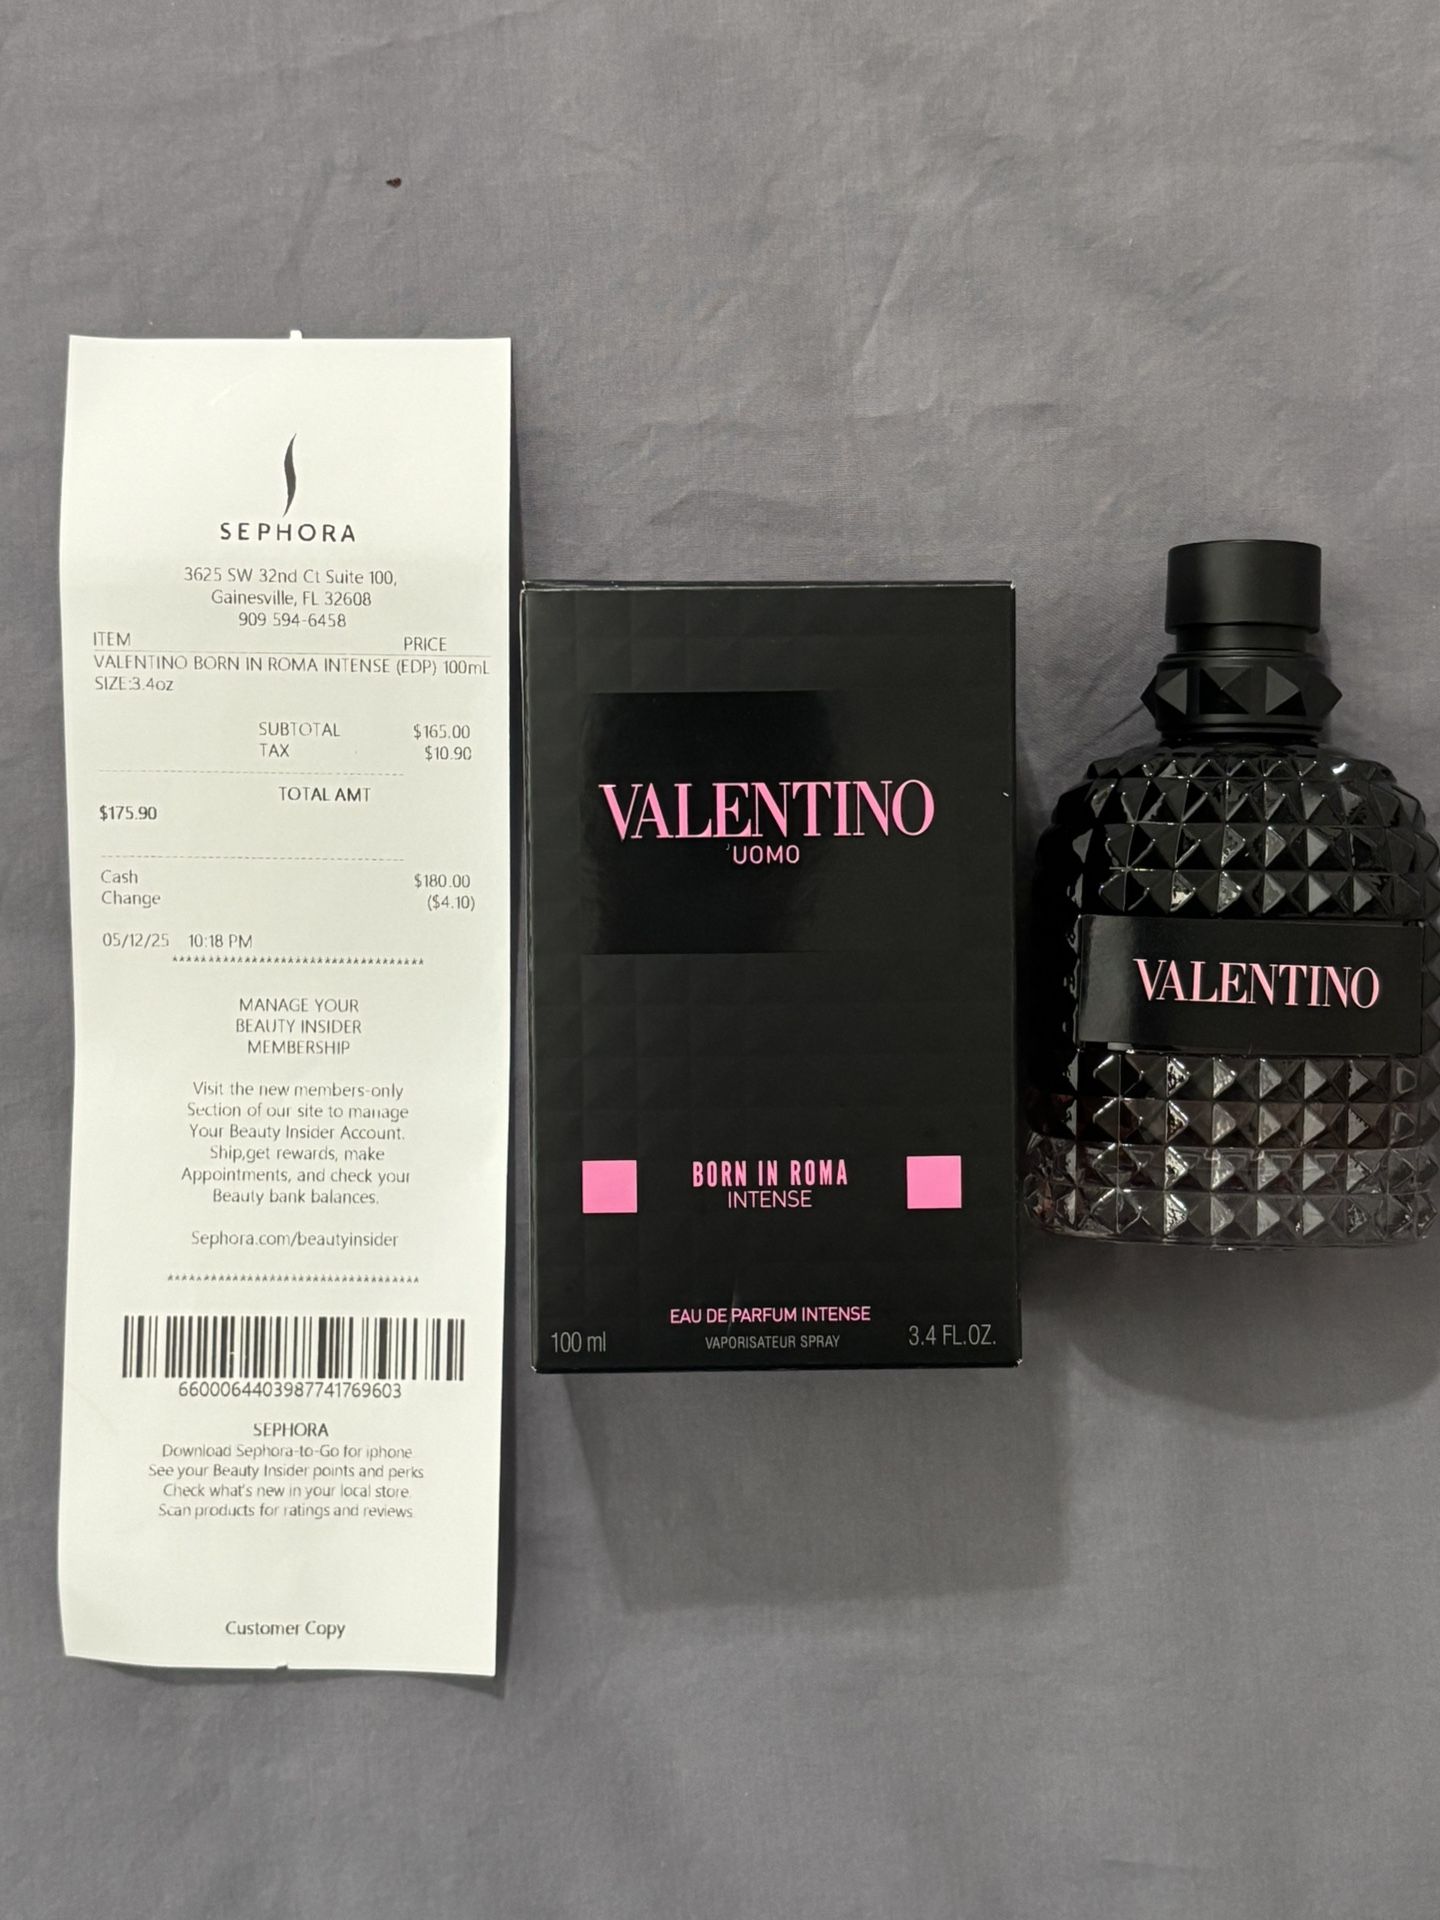 SEPHORA
3625 SW 32nd Ct Suite 100,
Gainesville, FL 32608
909 594-6458
ITEM PRICE
VALENTINO BORN IN ROMA INTENSE (EDP) 100mL
SIZE:3.4oz
SUBTOTAL $165.00
TAX $10.90
TOTAL AMT
$175.90
Cash $180.00
Change ($4.10)
05/12/25 10:18 PM
*********************************
MANAGE YOUR
BEAUTY INSIDER
MEMBERSHIP
Visit the new members-only
Section of our site to manage
Your Beauty Insider Account.
Ship,get rewards, make
Appointments, and check your
Beauty bank balances.
Sephora.com/beautyinsider
*********************************
6600064403987741769603
SEPHORA
Download Sephora-to-Go for iphone
See your Beauty Insider points and perks
Check what's new in your local store.
Scan products for ratings and reviews
Customer Copy
VALENTINO
UOMO
BORN IN ROMA
INTENSE
EAU DE PARFUM INTENSE
100 ml VAPORISATEUR SPRAY 3.4 FL.OZ.
VALENTINO